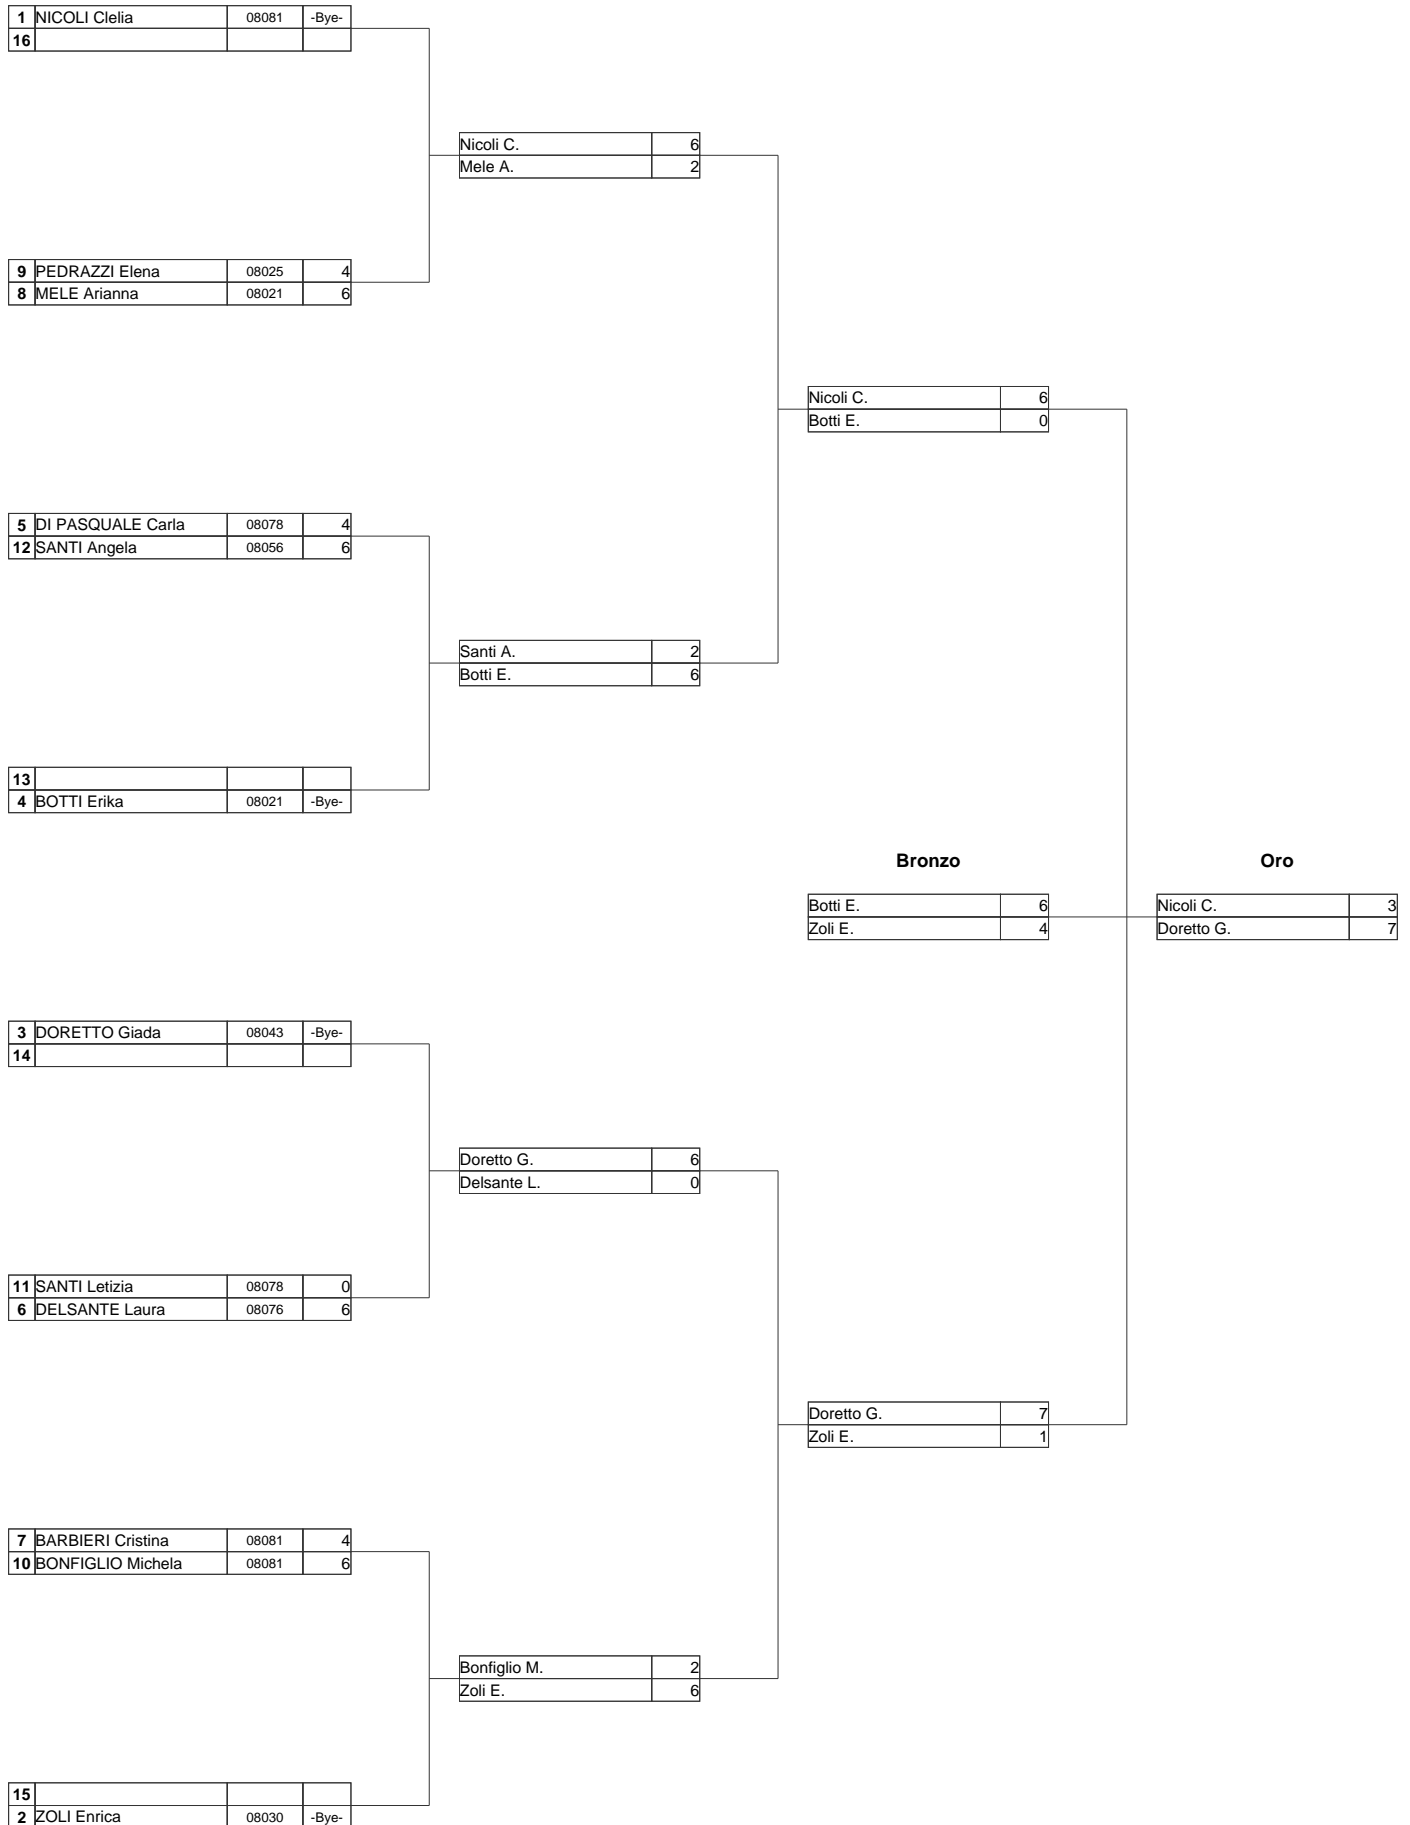 1 NICOLI Clelia 08081 -Bye-
16
Nicoli C. 6
Mele A. 2
9 PEDRAZZI Elena 08025 4
8 MELE Arianna 08021 6
Nicoli C. 6
Botti E. 0
5 DI PASQUALE Carla 08078 4
12 SANTI Angela 08056 6
Santi A. 2
Botti E. 6
13
4 BOTTI Erika 08021 -Bye-
Bronzo Oro
Botti E. 6 Nicoli C. 3
Zoli E. 4 Doretto G. 7
3 DORETTO Giada 08043 -Bye-
14
Doretto G. 6
Delsante L. 0
11 SANTI Letizia 08078 0
6 DELSANTE Laura 08076 6
Doretto G. 7
Zoli E. 1
7 BARBIERI Cristina 08081 4
10 BONFIGLIO Michela 08081 6
Bonfiglio M. 2
Zoli E. 6
15
2 ZOLI Enrica 08030 -Bye-